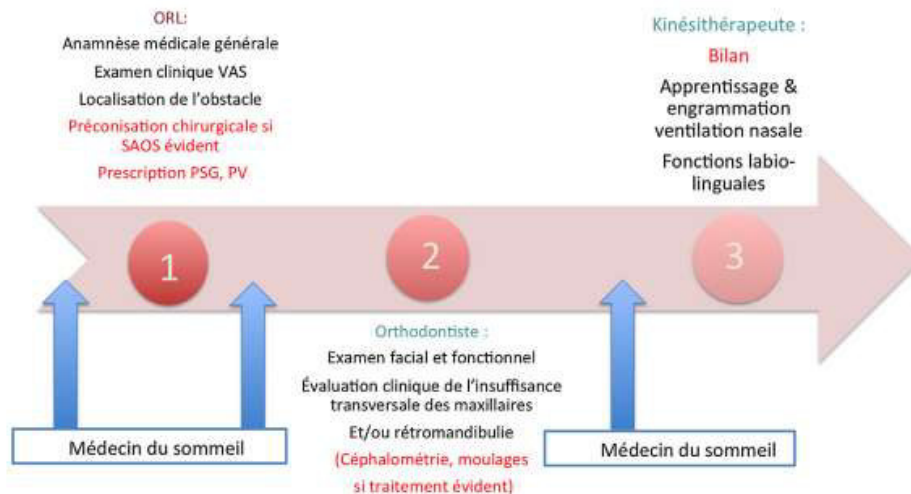 ORL:
Anamnèse médicale générale
Examen clinique VAS
Localisation de l'obstacle
Préconisation chirurgicale si
SAOS évident
Prescription PSG, PV
Kinésithérapeute :
Bilan
Apprentissage &
engrammation
ventilation nasale
Fonctions labio-
linguales
1
2
3
Orthodontiste :
Examen facial et fonctionnel
Évaluation clinique de l'insuffisance
transversale des maxillaires
Et/ou rétromandibulie
(Céphalométrie, moulages
si traitement évident)
Médecin du sommeil
Médecin du sommeil